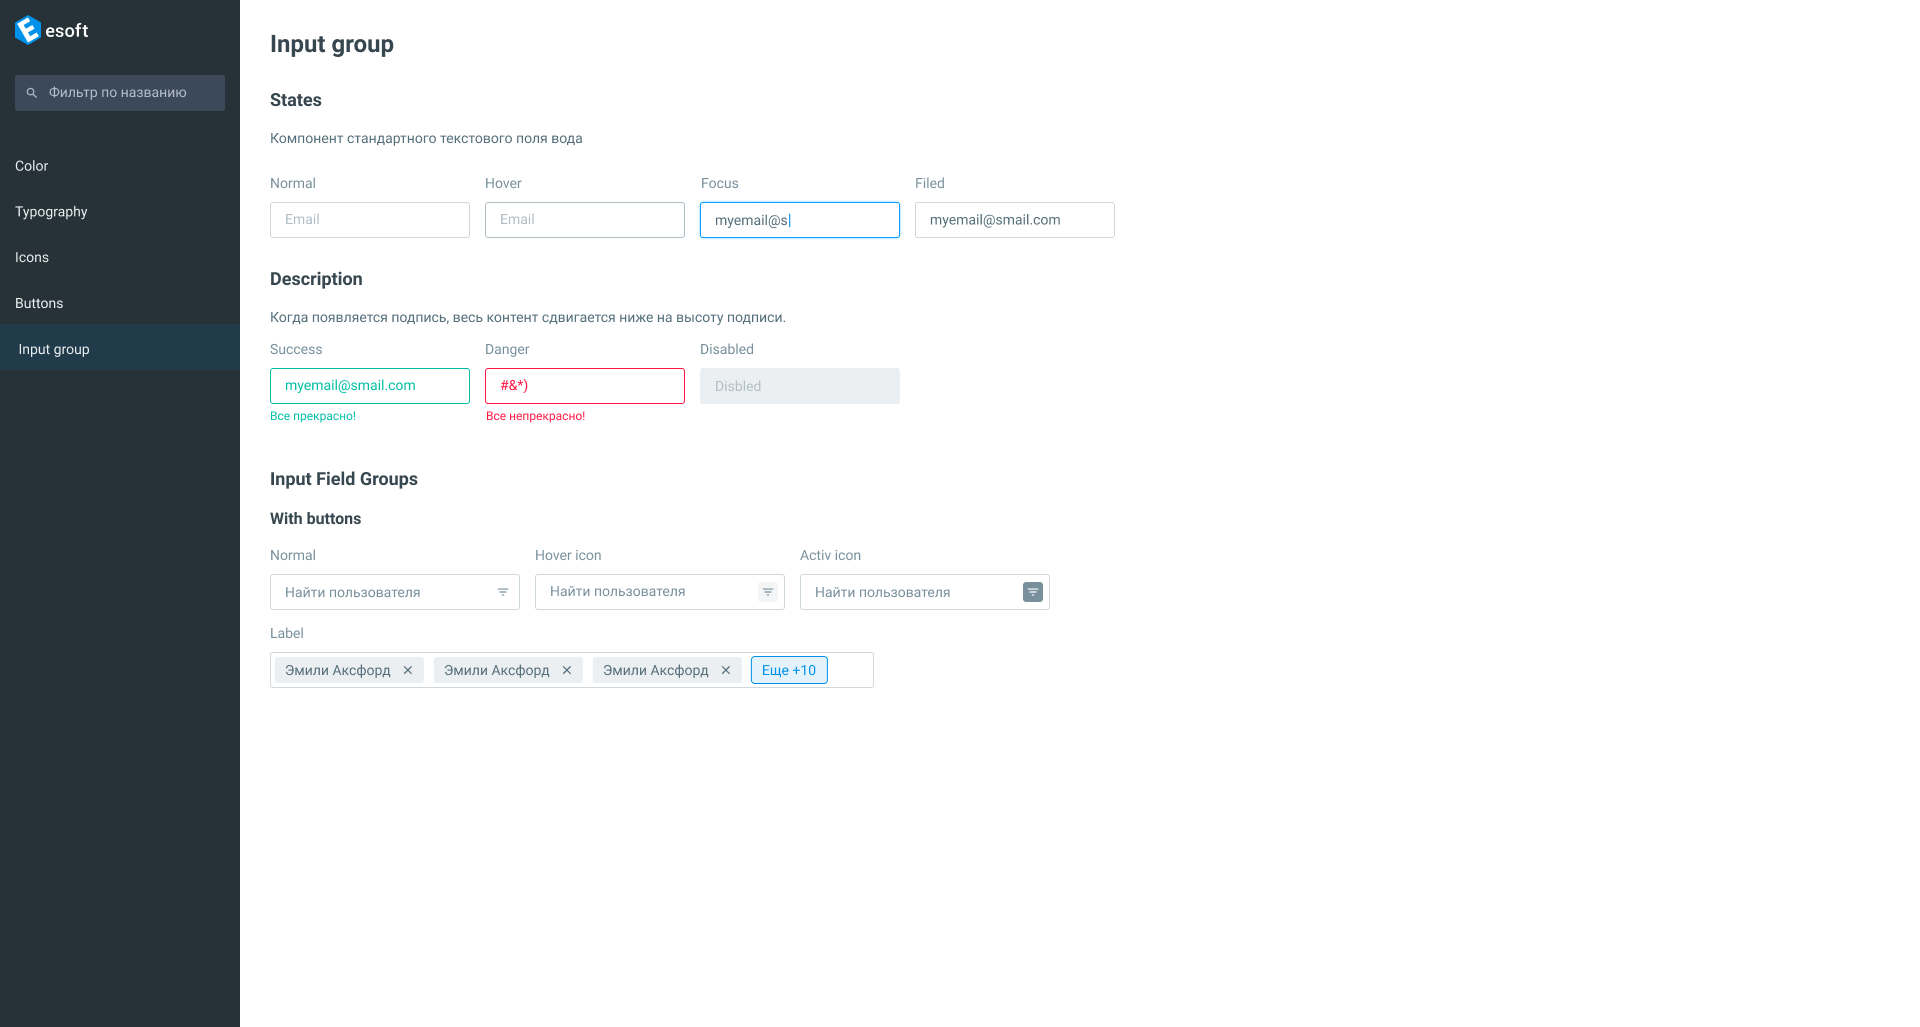 esoft
Фильтр по названию
Color
Typography
Icons
Buttons
Input group
Input group
States
Компонент стандартного текстового поля вода
Normal Hover Focus Filed
Email Email myemail@s| myemail@smail.com
Description
Когда появляется подпись, весь контент сдвигается ниже на высоту подписи.
Success Danger Disabled
myemail@smail.com #&*) Disbled
Все прекрасно! Все непрекрасно!
Input Field Groups
With buttons
Normal Hover icon Activ icon
Найти пользователя Найти пользователя Найти пользователя
Label
Эмили Аксфорд Эмили Аксфорд Эмили Аксфорд Еще +10